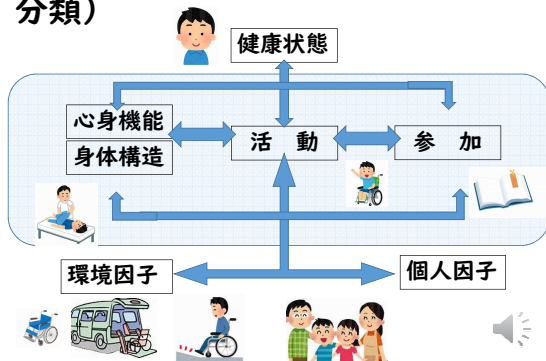 分類）
健康状態
心身機能
身体構造
活　動
参　加
環境因子
個人因子